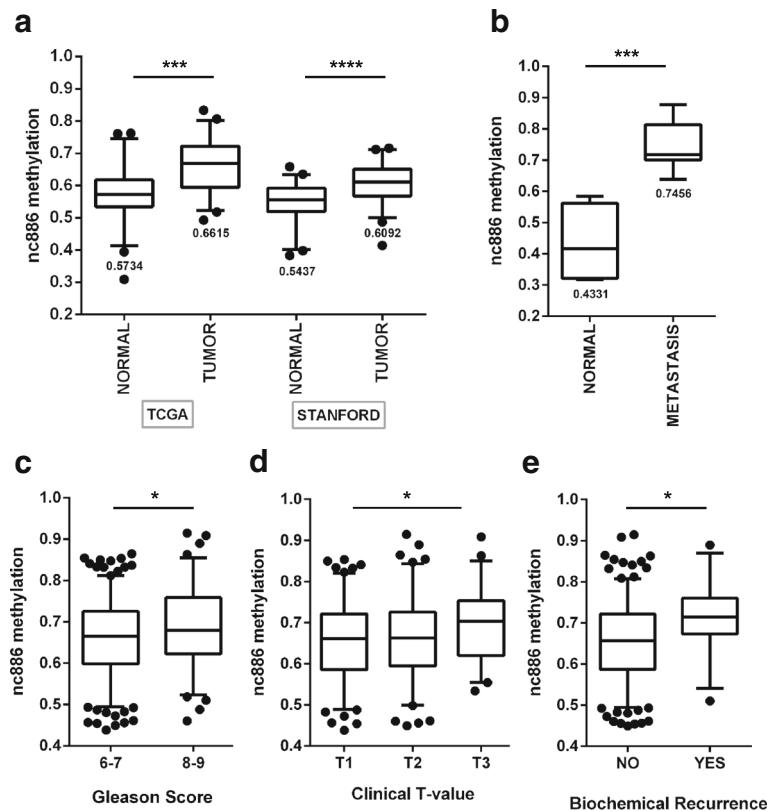 a
nc886 methylation
1.0
0.9
0.8
0.7
0.6
0.5
0.4
0.3
0.2
***
****
0.5734
0.6615
0.5437
0.6092
NORMAL
TUMOR
NORMAL
TUMOR
TCGA
STANFORD
b
nc886 methylation
1.0
0.9
0.8
0.7
0.6
0.5
0.4
0.3
0.2
***
0.4331
0.7456
NORMAL
METASTASIS
c
nc886 methylation
1.0
0.9
0.8
0.7
0.6
0.5
0.4
*
6-7
8-9
Gleason Score
d
nc886 methylation
1.0
0.9
0.8
0.7
0.6
0.5
0.4
*
T1
T2
T3
Clinical T-value
e
nc886 methylation
1.0
0.9
0.8
0.7
0.6
0.5
0.4
*
NO
YES
Biochemical Recurrence